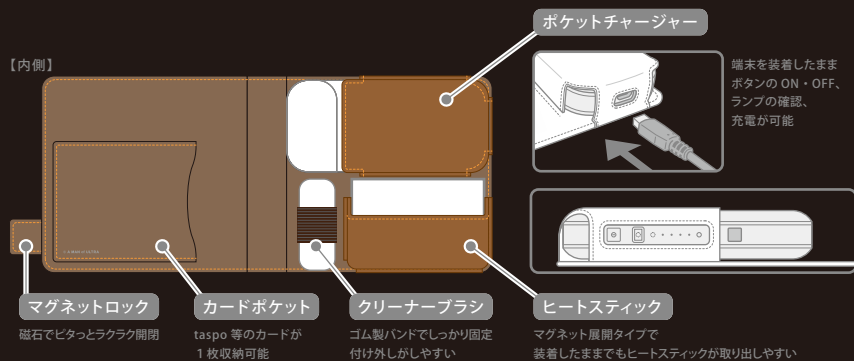 ポケットチャージャー
【内側】
端末を装着したまま
ボタンの ON・OFF、
ランプの確認、
充電が可能
マグネットロック
磁石でピタっとラクラク開閉
カードポケット
taspo 等のカードが
1 枚収納可能
クリーナーブラシ
ゴム製バンドでしっかり固定
付け外しがしやすい
ヒートスティック
マグネット展開タイプで
装着したままでもヒートスティックが取り出しやすい